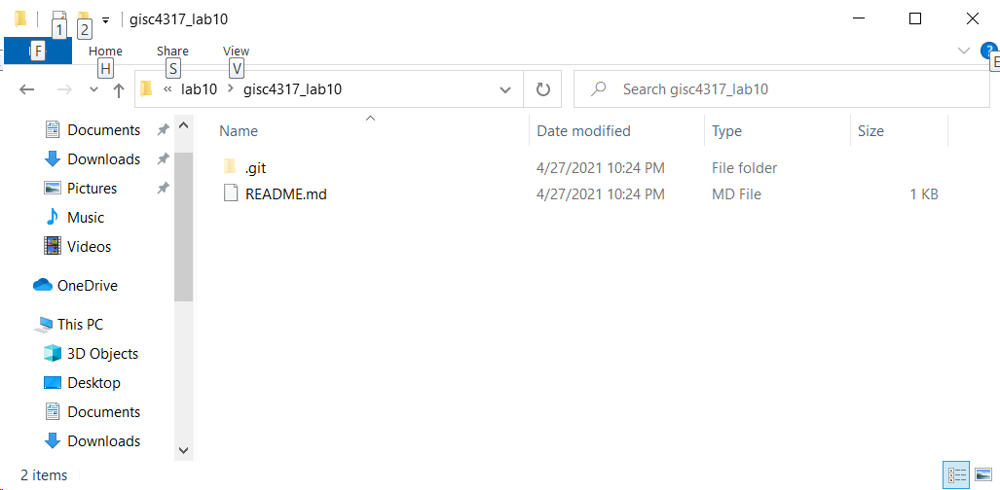 gisc4317_lab10
1 2
F Home Share View ?
H S V E
« lab10 > gisc4317_lab10 Search gisc4317_lab10
Name Date modified Type Size
.git 4/27/2021 10:24 PM File folder
README.md 4/27/2021 10:24 PM MD File 1 KB
Documents
Downloads
Pictures
Music
Videos
OneDrive
This PC
3D Objects
Desktop
Documents
Downloads
2 items